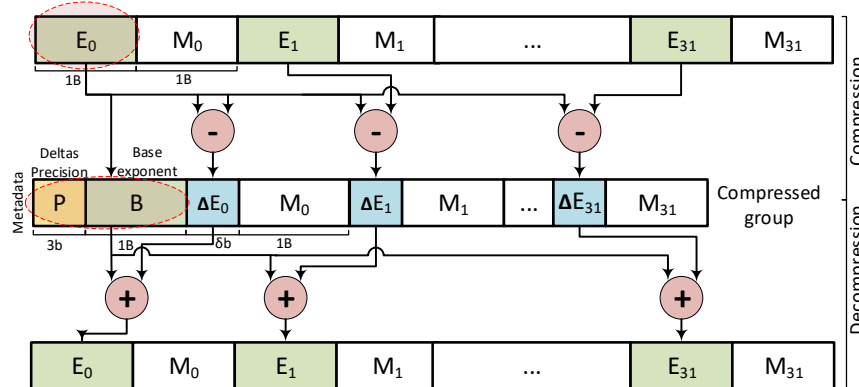 E₀ M₀ E₁ M₁ ... E₃₁ M₃₁
1B 1B
- - -
Compression
Deltas Precision
Base exponent
Metadata
P B ΔE₀ M₀ ΔE₁ M₁ ... ΔE₃₁ M₃₁
Compressed group
3b 1B δb 1B
+ + +
Decompression
E₀ M₀ E₁ M₁ ... E₃₁ M₃₁